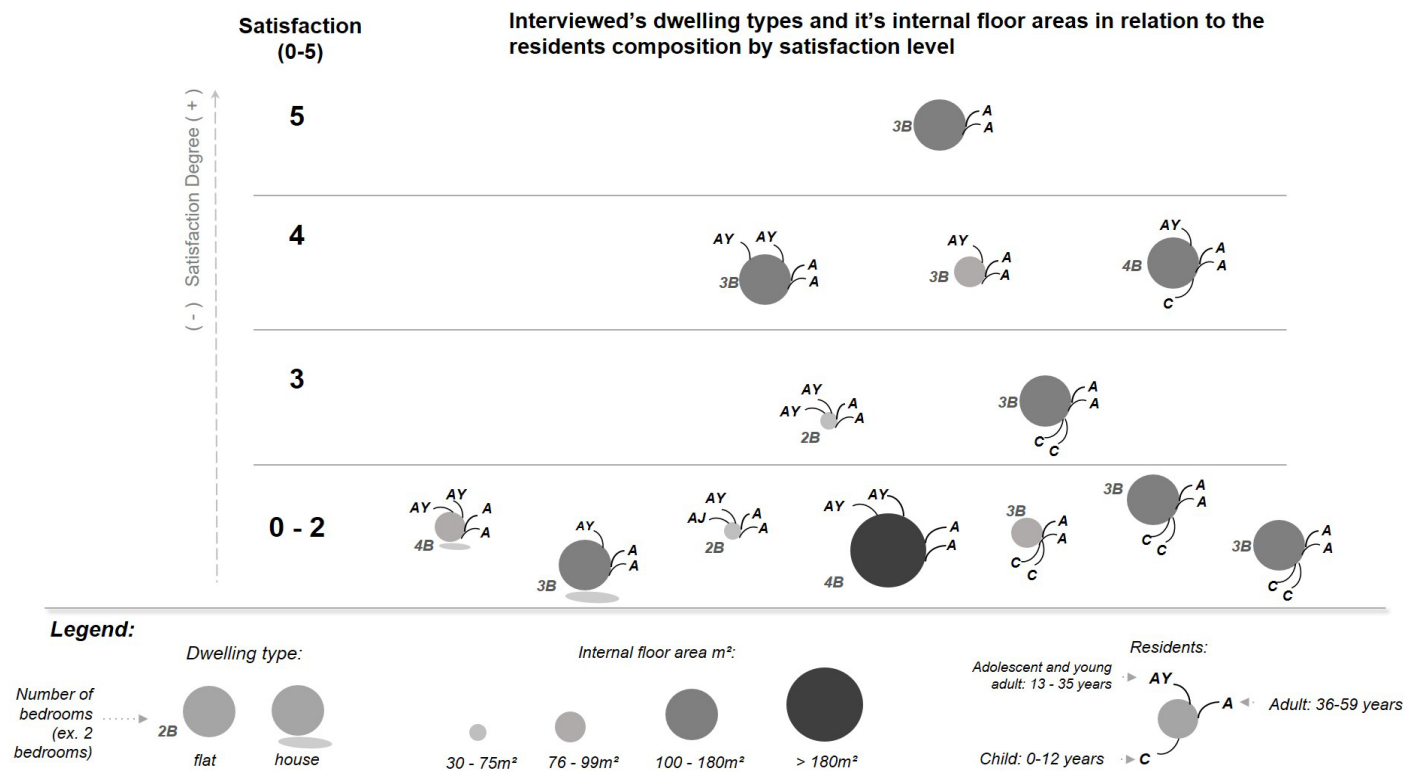 Satisfaction
(0-5)
Interviewed's dwelling types and it's internal floor areas in relation to the
residents composition by satisfaction level
( - ) Satisfaction Degree ( + )
5
3B
A
A
4
AY
AY
3B
A
A
AY
3B
A
A
AY
4B
A
A
C
3
AY
AY
A
A
2B
3B
A
A
C
C
0 - 2
AY
AY
A
A
4B
AY
A
A
3B
AY
AJ
A
A
2B
AY
AY
A
A
4B
3B
A
A
C
C
3B
A
A
C
C
3B
A
A
C
C
Legend:
Dwelling type:
Number of
bedrooms
(ex. 2
bedrooms)
2B
flat
house
Internal floor area m²:
30 - 75m²
76 - 99m²
100 - 180m²
> 180m²
Residents:
Adolescent and young
adult: 13 - 35 years
AY
A
Adult: 36-59 years
Child: 0-12 years
C